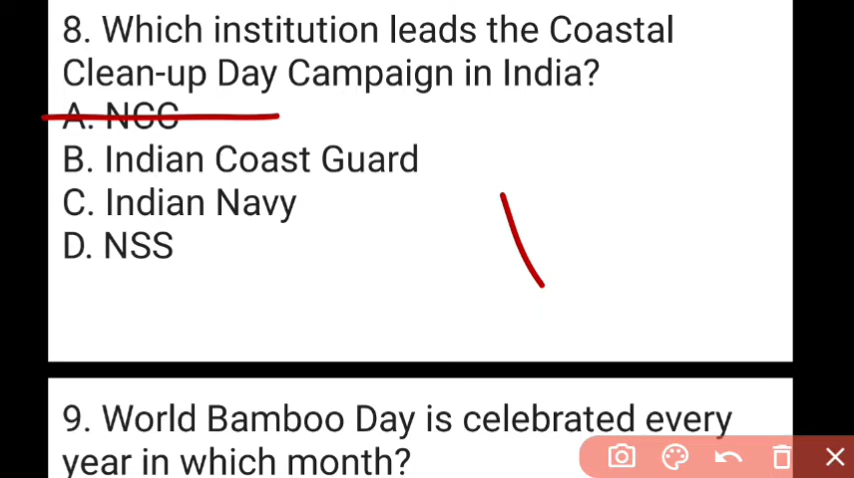 8. Which institution leads the Coastal
Clean-up Day Campaign in India?
A. NCC
B. Indian Coast Guard
C. Indian Navy
D. NSS
9. World Bamboo Day is celebrated every
year in which month?